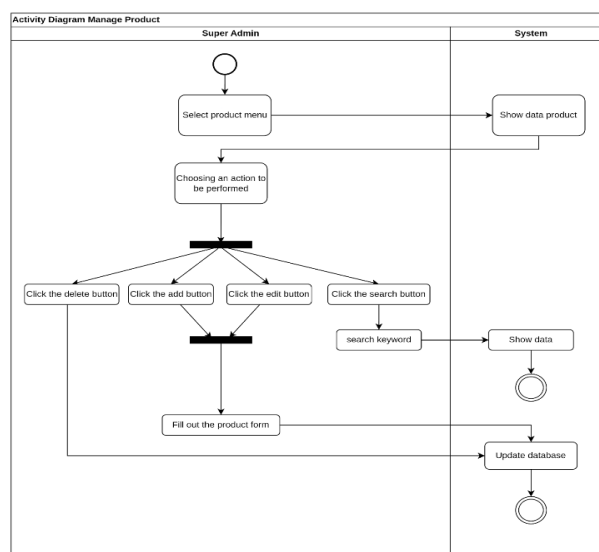 Activity Diagram Manage Product
Super Admin
System
Select product menu
Show data product
Choosing an action to
be performed
Click the delete button
Click the add button
Click the edit button
Click the search button
search keyword
Show data
Fill out the product form
Update database